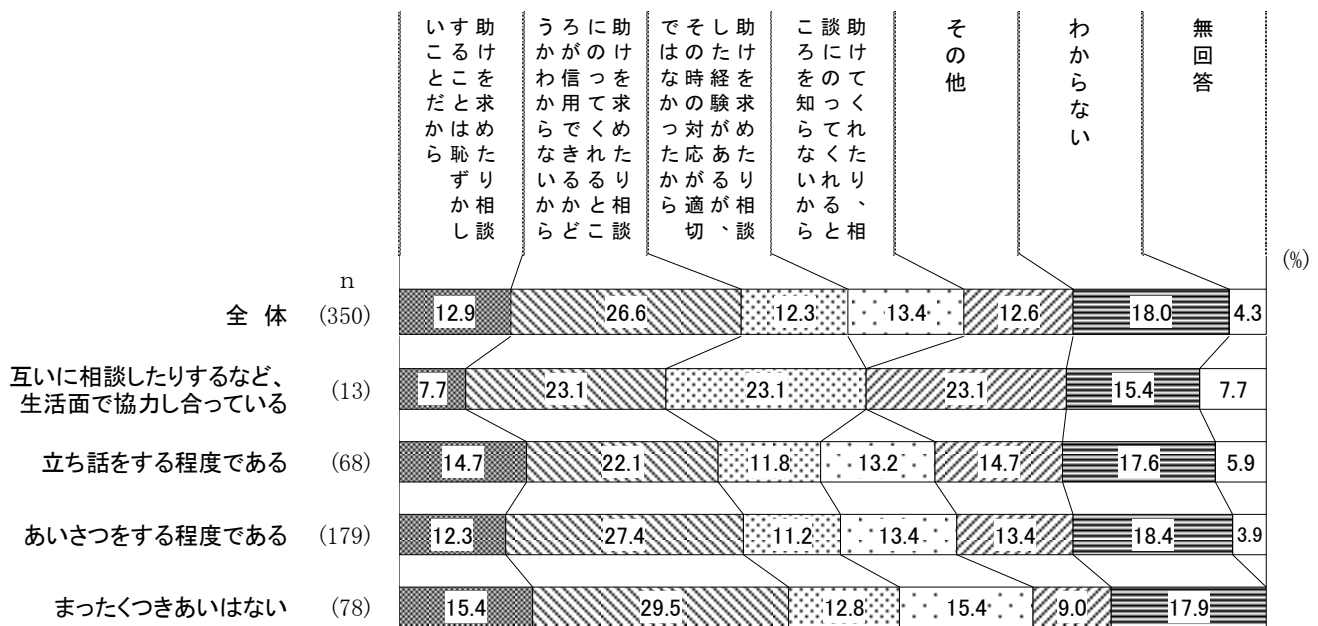 助けを求めたり相談
することは恥ずかし
いことだから
助けを求めたり相談
にのってくれるとこ
ろが信用できるかど
うかわからないから
助けを求めたり相談
した経験があるが、
その時の対応が適切
ではなかったから
助けてくれたり、相
談にのってくれると
ころを知らないから
その他
わからない
無回答
(%)
n
全 体 (350) 12.9 26.6 12.3 13.4 12.6 18.0 4.3
互いに相談したりするなど、
生活面で協力し合っている (13) 7.7 23.1 23.1 23.1 15.4 7.7
立ち話をする程度である (68) 14.7 22.1 11.8 13.2 14.7 17.6 5.9
あいさつをする程度である (179) 12.3 27.4 11.2 13.4 13.4 18.4 3.9
まったくつきあいはない (78) 15.4 29.5 12.8 15.4 9.0 17.9